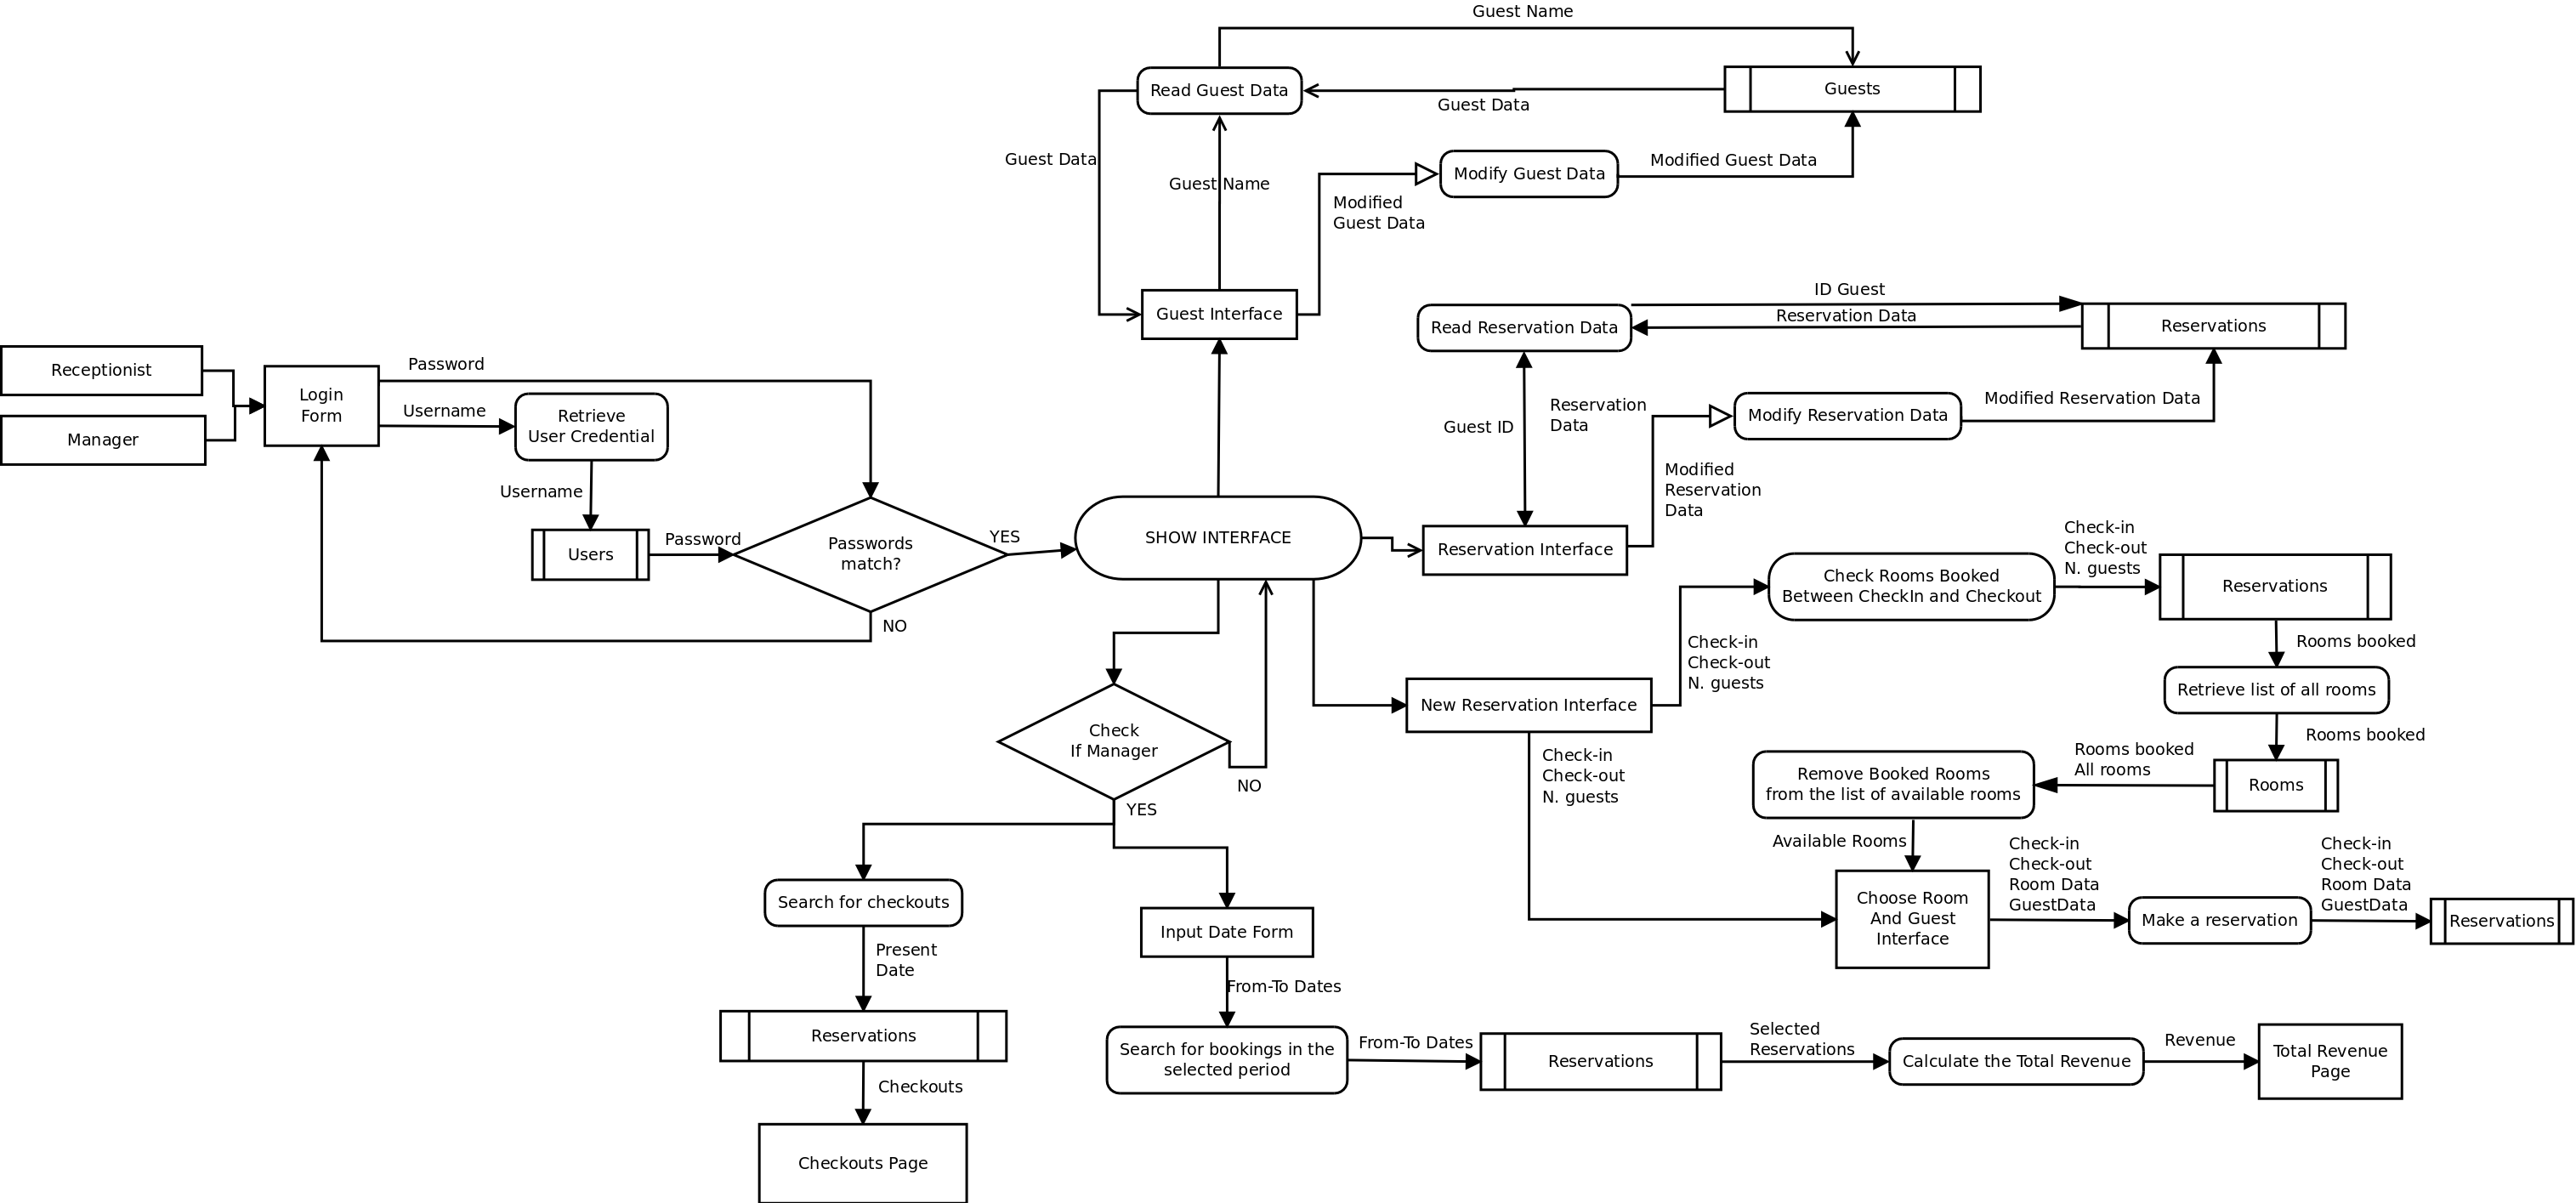 Guest Name
Read Guest Data
Guests
Guest Data
Guest Data
Guest Name
Modify Guest Data
Modified Guest Data
Modified
Guest Data
Guest Interface
ID Guest
Read Reservation Data
Reservation Data
Reservations
Receptionist
Manager
Login
Form
Password
Username
Retrieve
User Credential
Username
Users
Password
Passwords
match?
YES
NO
SHOW INTERFACE
Guest ID
Reservation
Data
Modify Reservation Data
Modified Reservation Data
Modified
Reservation
Data
Reservation Interface
Check Rooms Booked
Between CheckIn and Checkout
Check-in
Check-out
N. guests
Reservations
Check-in
Check-out
N. guests
Rooms booked
Retrieve list of all rooms
New Reservation Interface
Check
If Manager
NO
YES
Check-in
Check-out
N. guests
Remove Booked Rooms
from the list of available rooms
Rooms booked
All rooms
Rooms booked
Rooms
Available Rooms
Choose Room
And Guest
Interface
Check-in
Check-out
Room Data
GuestData
Make a reservation
Check-in
Check-out
Room Data
GuestData
Reservations
Search for checkouts
Present
Date
Reservations
Checkouts
Checkouts Page
Input Date Form
From-To Dates
Search for bookings in the
selected period
From-To Dates
Reservations
Selected
Reservations
Calculate the Total Revenue
Revenue
Total Revenue
Page